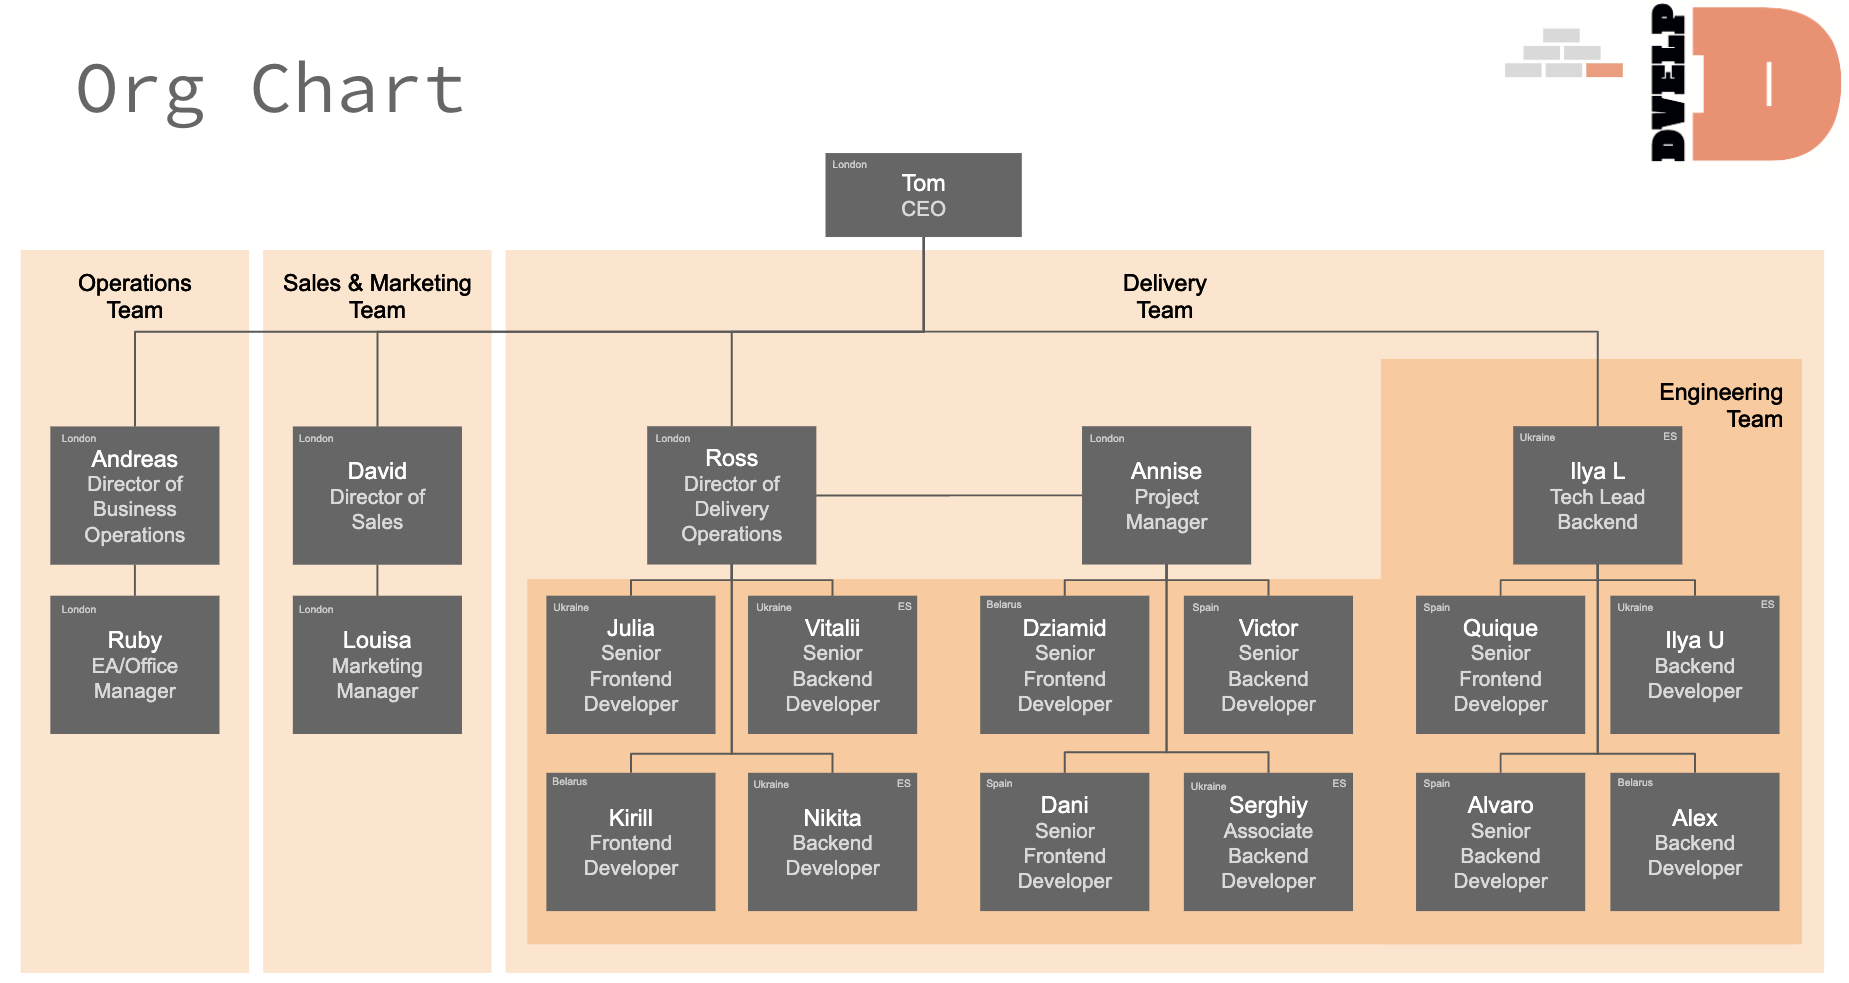 Org Chart
DVELP
D
London
Tom
CEO
Operations
Team
Sales & Marketing
Team
Delivery
Team
Engineering
Team
London
Andreas
Director of
Business
Operations
London
David
Director of
Sales
London
Ross
Director of
Delivery
Operations
London
Annise
Project
Manager
Ukraine ES
Ilya L
Tech Lead
Backend
London
Ruby
EA/Office
Manager
London
Louisa
Marketing
Manager
Ukraine
Julia
Senior
Frontend
Developer
Ukraine ES
Vitalii
Senior
Backend
Developer
Belarus
Dziamid
Senior
Frontend
Developer
Spain
Victor
Senior
Backend
Developer
Spain
Quique
Senior
Frontend
Developer
Ukraine ES
Ilya U
Backend
Developer
Belarus
Kirill
Frontend
Developer
Ukraine ES
Nikita
Backend
Developer
Spain
Dani
Senior
Frontend
Developer
Ukraine ES
Serghiy
Associate
Backend
Developer
Spain
Alvaro
Senior
Backend
Developer
Belarus
Alex
Backend
Developer